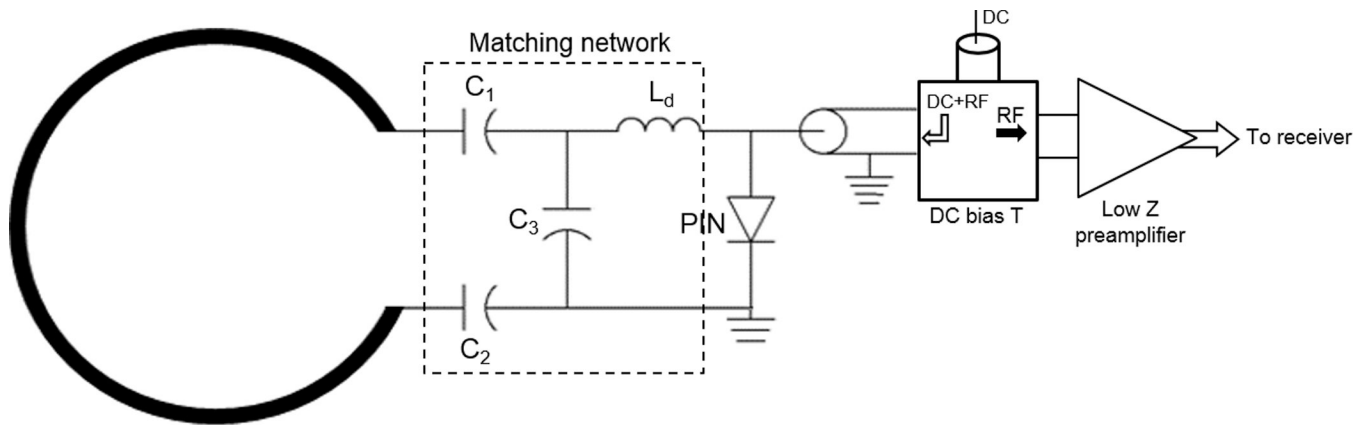 DC
Matching network
C1
Ld
DC+RF
RF
To receiver
C3
PIN
DC bias T
Low Z
preamplifier
C2